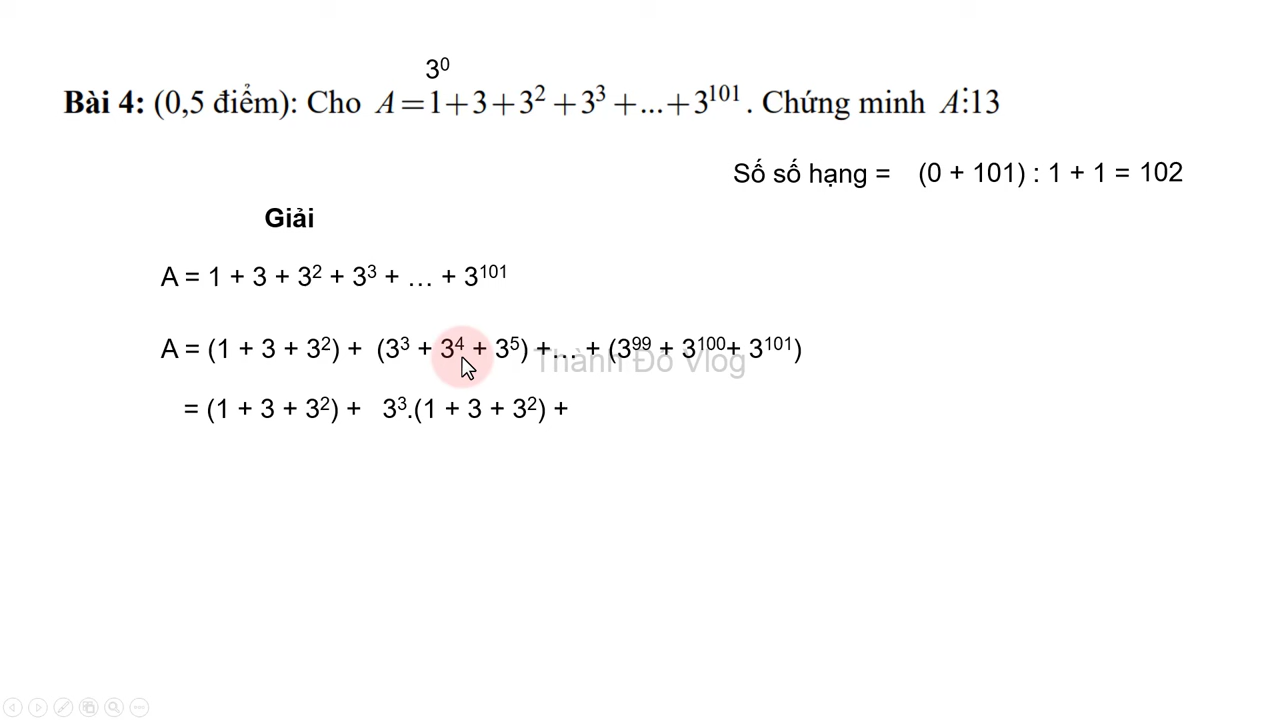 3⁰
Bài 4: (0,5 điểm): Cho A = 1 + 3 + 3² + 3³ + ... + 3¹⁰¹ . Chứng minh A⋮13
Số số hạng = (0 + 101) : 1 + 1 = 102
Giải
A = 1 + 3 + 3² + 3³ + … + 3¹⁰¹
A = (1 + 3 + 3²) + (3³ + 3⁴ + 3⁵) +… + (3⁹⁹ + 3¹⁰⁰+ 3¹⁰¹)
Thành Đô Vlog
= (1 + 3 + 3²) + 3³.(1 + 3 + 3²) +